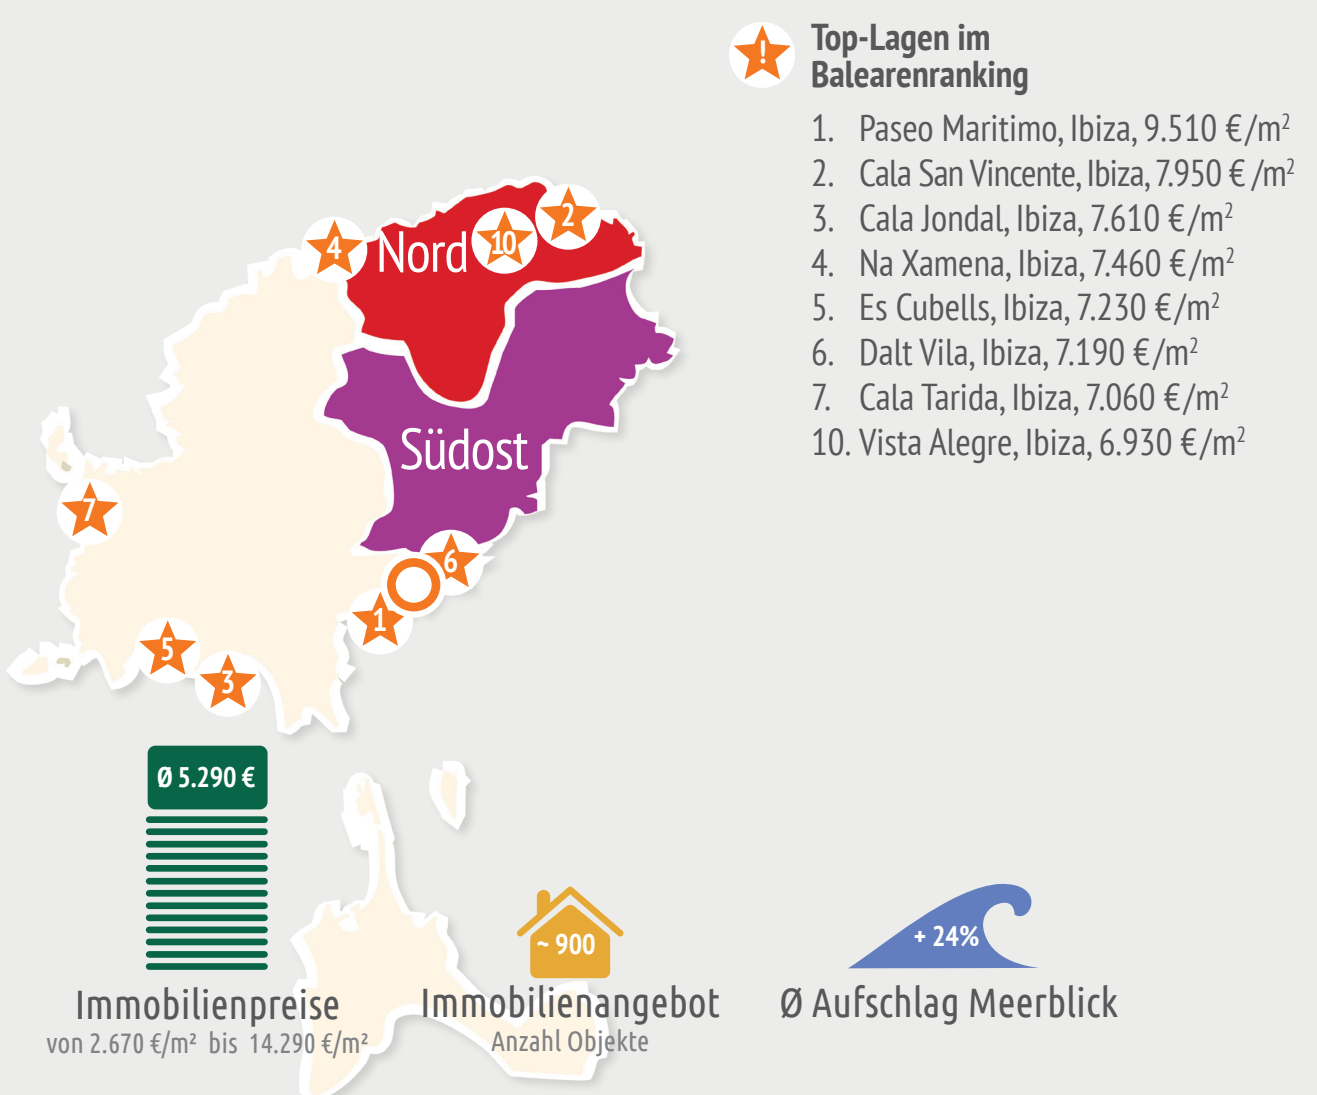 !
Top-Lagen im
Balearenranking
1. Paseo Maritimo, Ibiza, 9.510 €/m²
2. Cala San Vincente, Ibiza, 7.950 € /m²
3. Cala Jondal, Ibiza, 7.610 €/m²
4. Na Xamena, Ibiza, 7.460 €/m²
5. Es Cubells, Ibiza, 7.230 €/m²
6. Dalt Vila, Ibiza, 7.190 €/m²
7. Cala Tarida, Ibiza, 7.060 €/m²
10. Vista Alegre, Ibiza, 6.930 €/m²
2
4
Nord
10
Südost
7
6
1
5
3
Ø 5.290 €
Immobilienpreise
von 2.670 €/m² bis 14.290 €/m²
~ 900
Immobilienangebot
Anzahl Objekte
+ 24%
Ø Aufschlag Meerblick